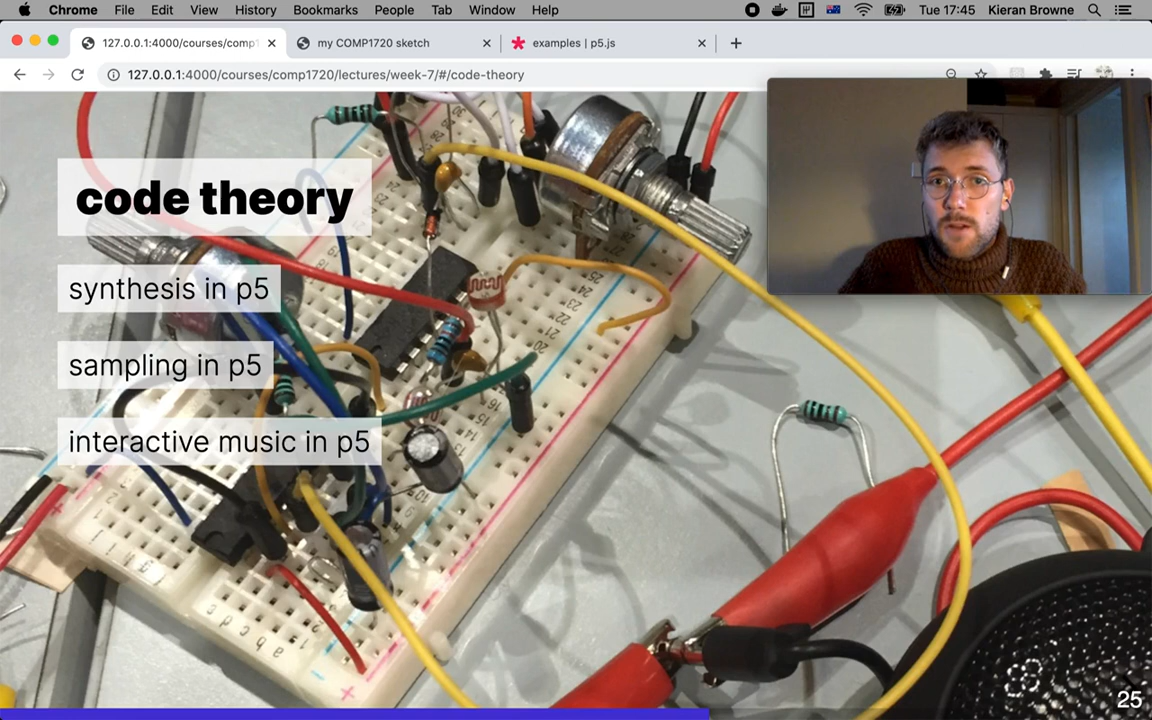 Chrome File Edit View History Bookmarks People Tab Window Help Tue 17:45 Kieran Browne
127.0.0.1:4000/courses/comp1 my COMP1720 sketch examples | p5.js
127.0.0.1:4000/courses/comp1720/lectures/week-7/#/code-theory
code theory
synthesis in p5
sampling in p5
interactive music in p5
25